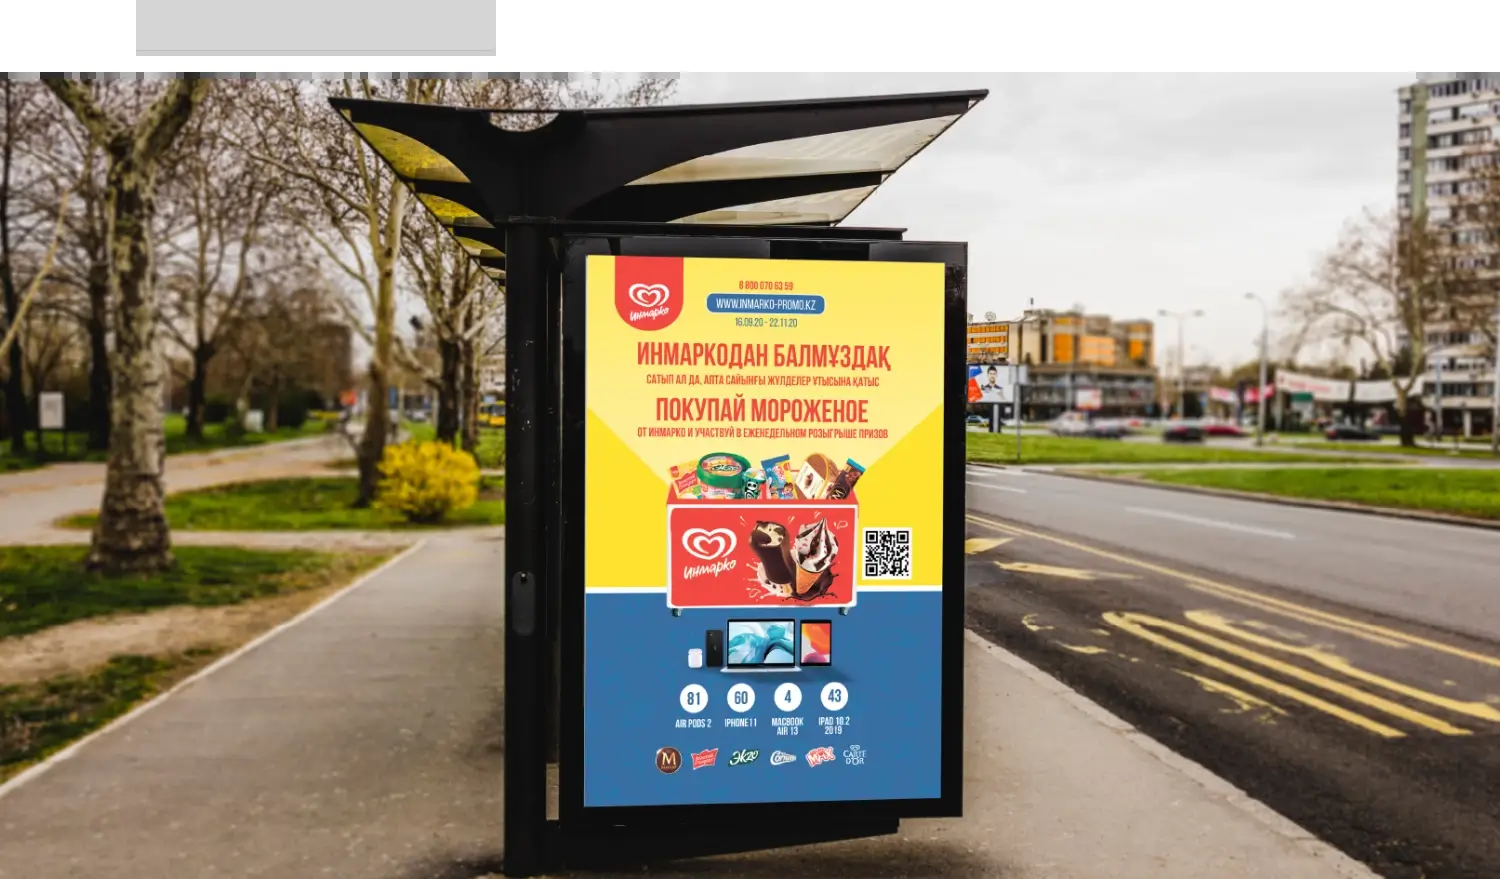 Инмарко
8 800 070 63 59
WWW.INMARKO-PROMO.KZ
16.09.20 - 22.11.20
ИНМАРКОДАН БАЛМҰЗДАҚ
САТЫП АЛ ДА, АПТА САЙЫНҒЫ ЖҮЛДЕЛЕР ҰТЫСЫНА ҚАТЫС
ПОКУПАЙ МОРОЖЕНОЕ
ОТ ИНМАРКО И УЧАСТВУЙ В ЕЖЕНЕДЕЛЬНОМ РОЗЫГРЫШЕ ПРИЗОВ
Инмарко
81 60 4 43
AIR PODS 2 IPHONE 11 MACBOOK AIR 13 IPAD 10.2 2019
M ЭКЗО MAX CARTE D'OR